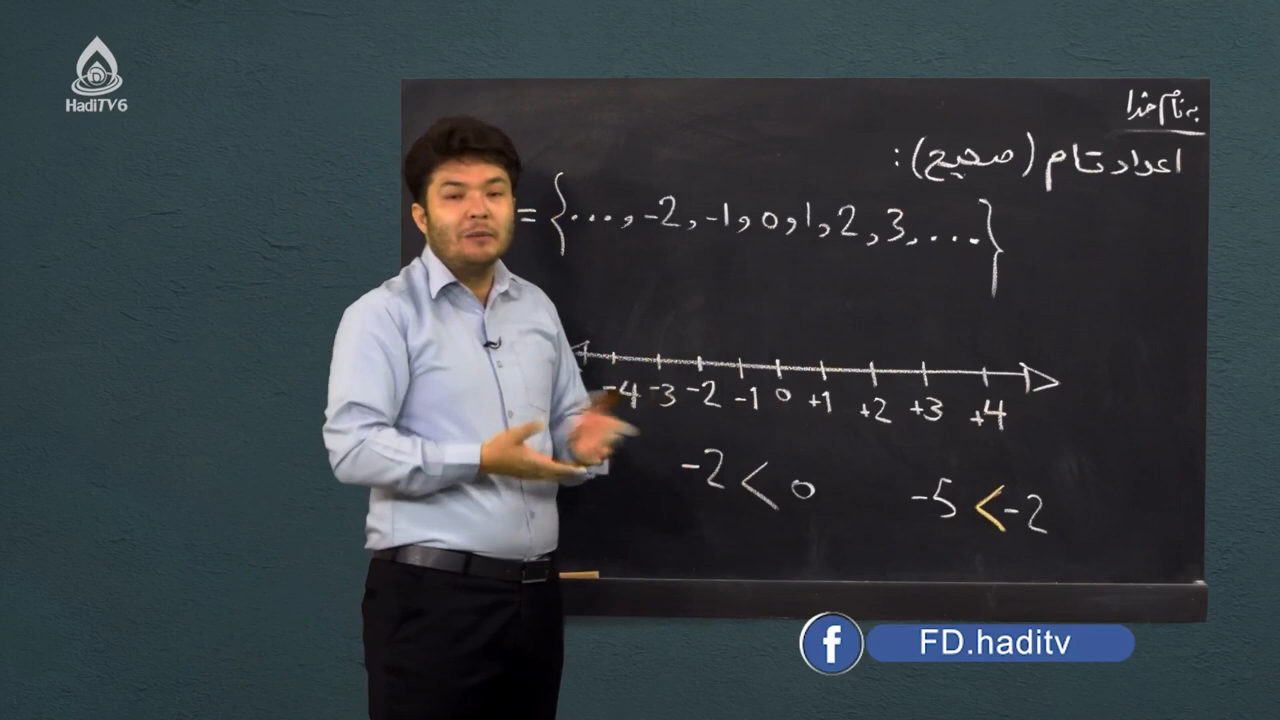 HadiTV6
به نام خدا
اعداد تام (صحیح):
= {..., -2, -1, 0, 1, 2, 3, ...}
-4 -3 -2 -1 0 +1 +2 +3 +4
-2 < 0
-5 < -2
f FD.haditv